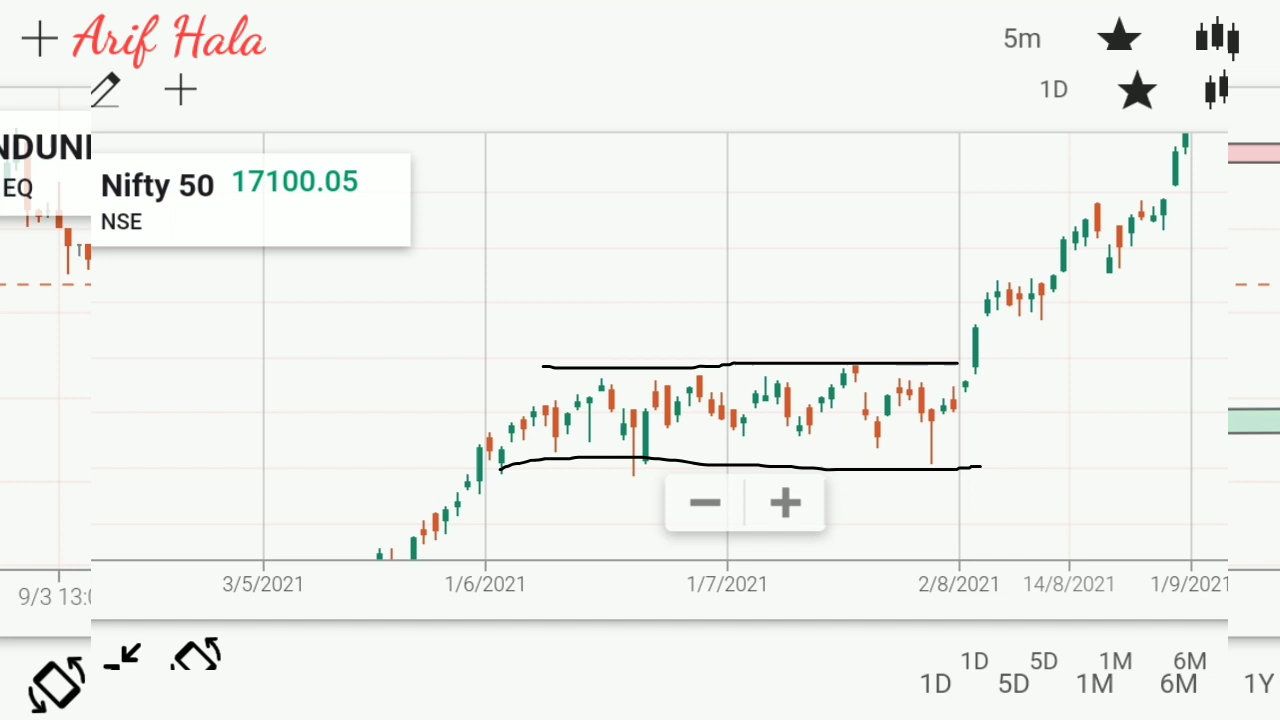 Arif Hala
5m
1D
NDUN
EQ
Nifty 50 17100.05
NSE
3/5/2021 1/6/2021 1/7/2021 2/8/2021 14/8/2021 1/9/2021
9/3 13:0
1D 5D 1M 6M
1D 5D 1M 6M 1Y